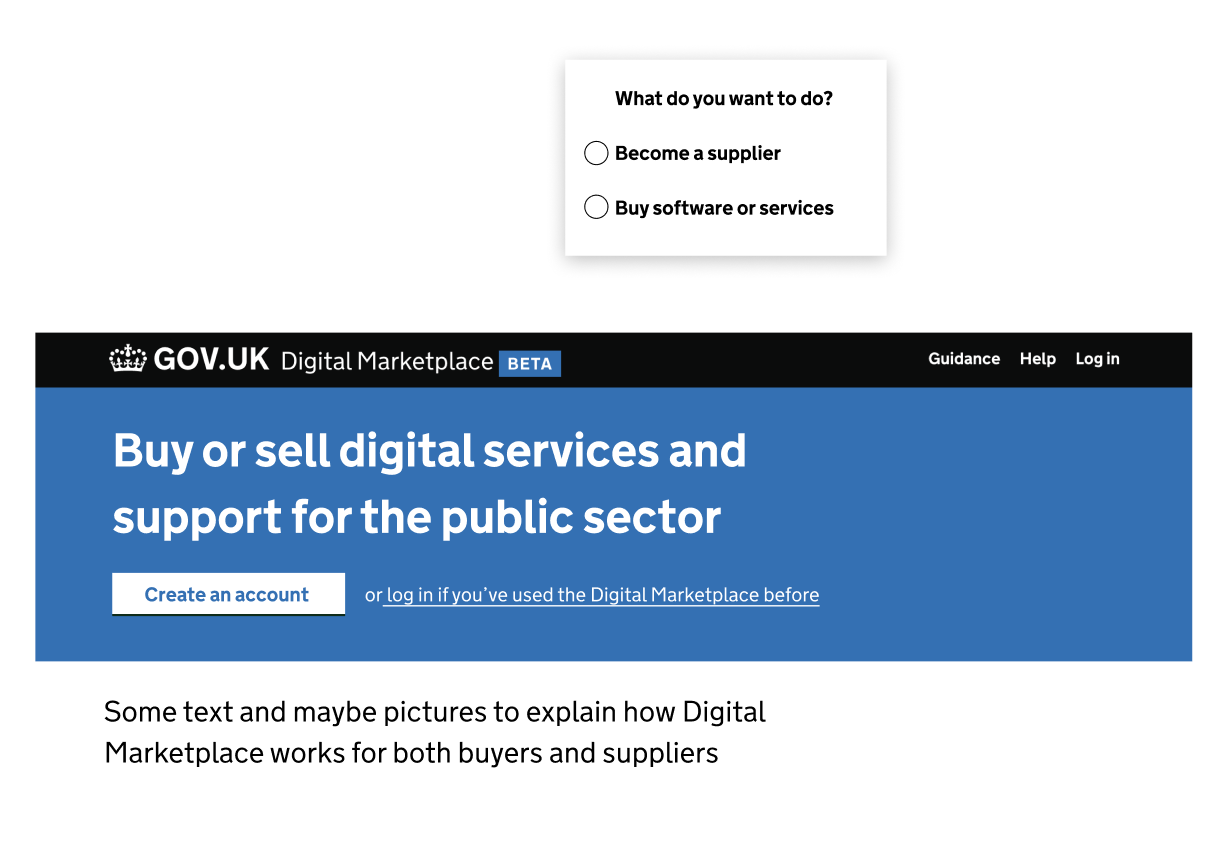 What do you want to do?
Become a supplier
Buy software or services
GOV.UK Digital Marketplace BETA Guidance Help Log in
Buy or sell digital services and
support for the public sector
Create an account or log in if you’ve used the Digital Marketplace before
Some text and maybe pictures to explain how Digital
Marketplace works for both buyers and suppliers